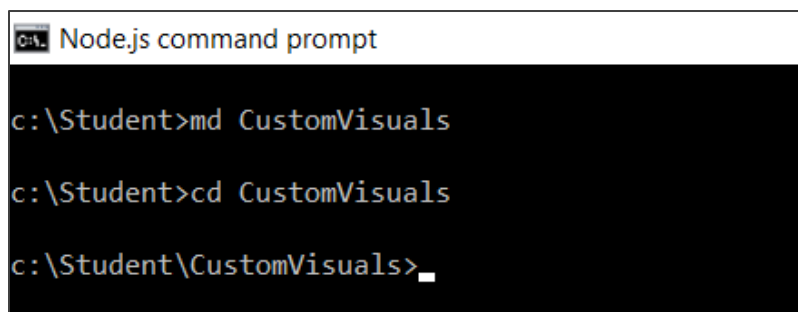 C:\. Node.js command prompt
c:\Student>md CustomVisuals
c:\Student>cd CustomVisuals
c:\Student\CustomVisuals>